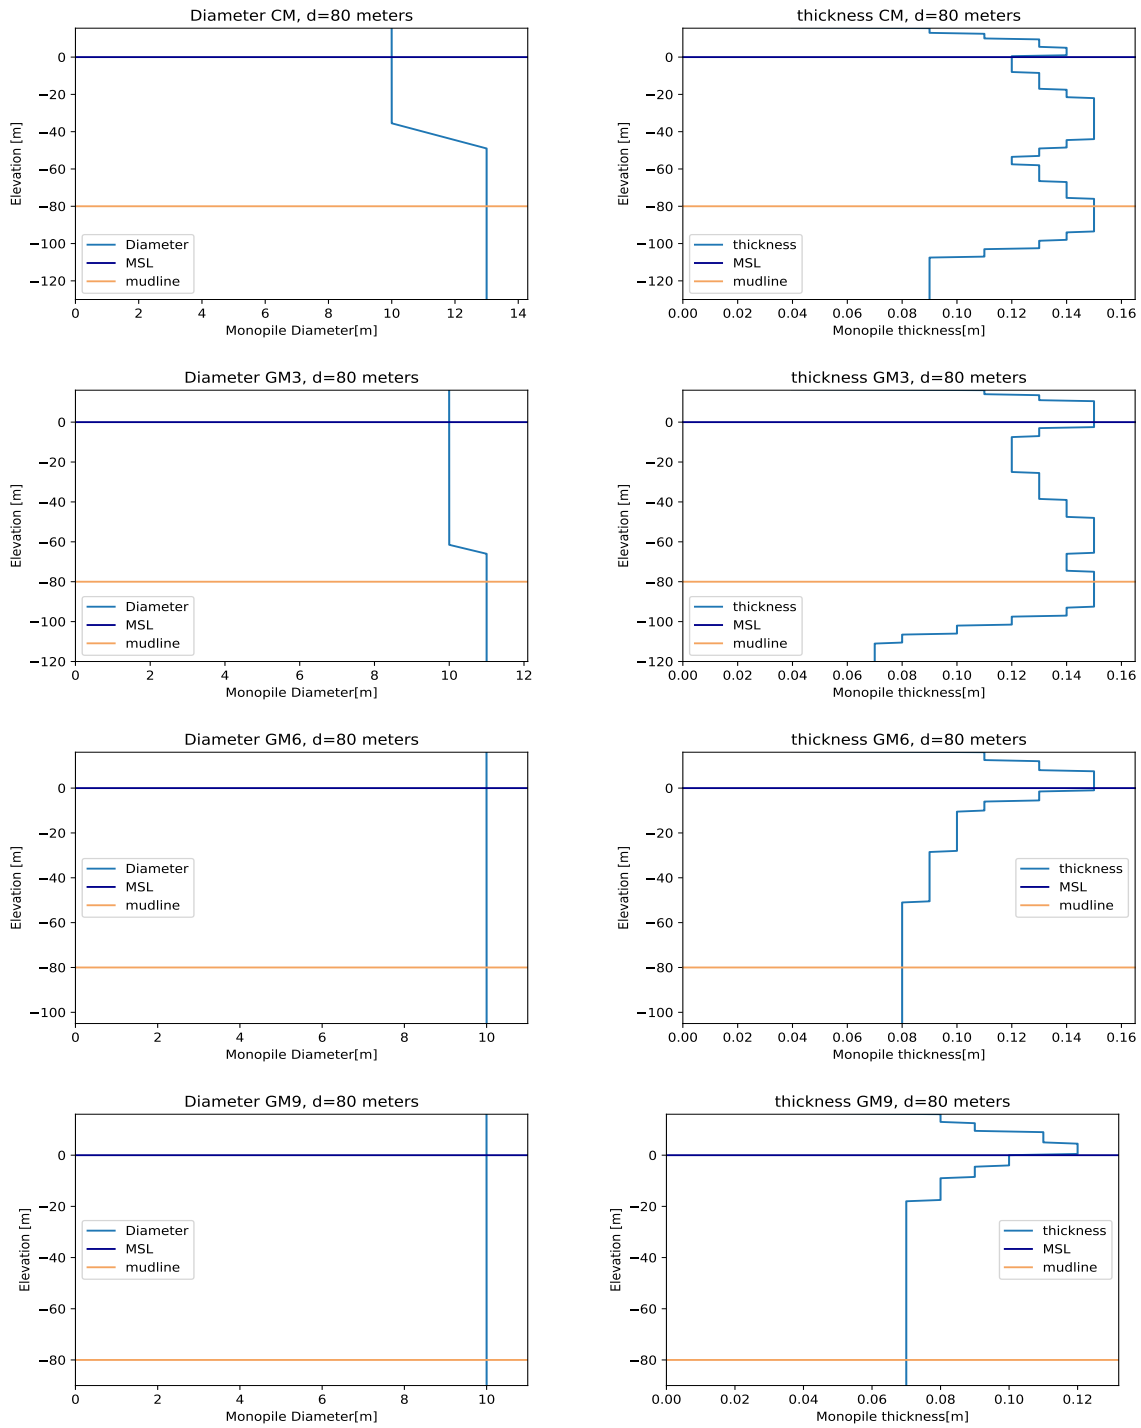 Diameter CM, d=80 meters
Elevation [m]
0
−20
−40
−60
−80
−100
−120
Diameter
MSL
mudline
0 2 4 6 8 10 12 14
Monopile Diameter[m]
thickness CM, d=80 meters
Elevation [m]
0
−20
−40
−60
−80
−100
−120
thickness
MSL
mudline
0.00 0.02 0.04 0.06 0.08 0.10 0.12 0.14 0.16
Monopile thickness[m]
Diameter GM3, d=80 meters
Elevation [m]
0
−20
−40
−60
−80
−100
−120
Diameter
MSL
mudline
0 2 4 6 8 10 12
Monopile Diameter[m]
thickness GM3, d=80 meters
Elevation [m]
0
−20
−40
−60
−80
−100
−120
thickness
MSL
mudline
0.00 0.02 0.04 0.06 0.08 0.10 0.12 0.14 0.16
Monopile thickness[m]
Diameter GM6, d=80 meters
Elevation [m]
0
−20
−40
−60
−80
−100
Diameter
MSL
mudline
0 2 4 6 8 10
Monopile Diameter[m]
thickness GM6, d=80 meters
Elevation [m]
0
−20
−40
−60
−80
−100
thickness
MSL
mudline
0.00 0.02 0.04 0.06 0.08 0.10 0.12 0.14 0.16
Monopile thickness[m]
Diameter GM9, d=80 meters
Elevation [m]
0
−20
−40
−60
−80
Diameter
MSL
mudline
0 2 4 6 8 10
Monopile Diameter[m]
thickness GM9, d=80 meters
Elevation [m]
0
−20
−40
−60
−80
thickness
MSL
mudline
0.00 0.02 0.04 0.06 0.08 0.10 0.12
Monopile thickness[m]